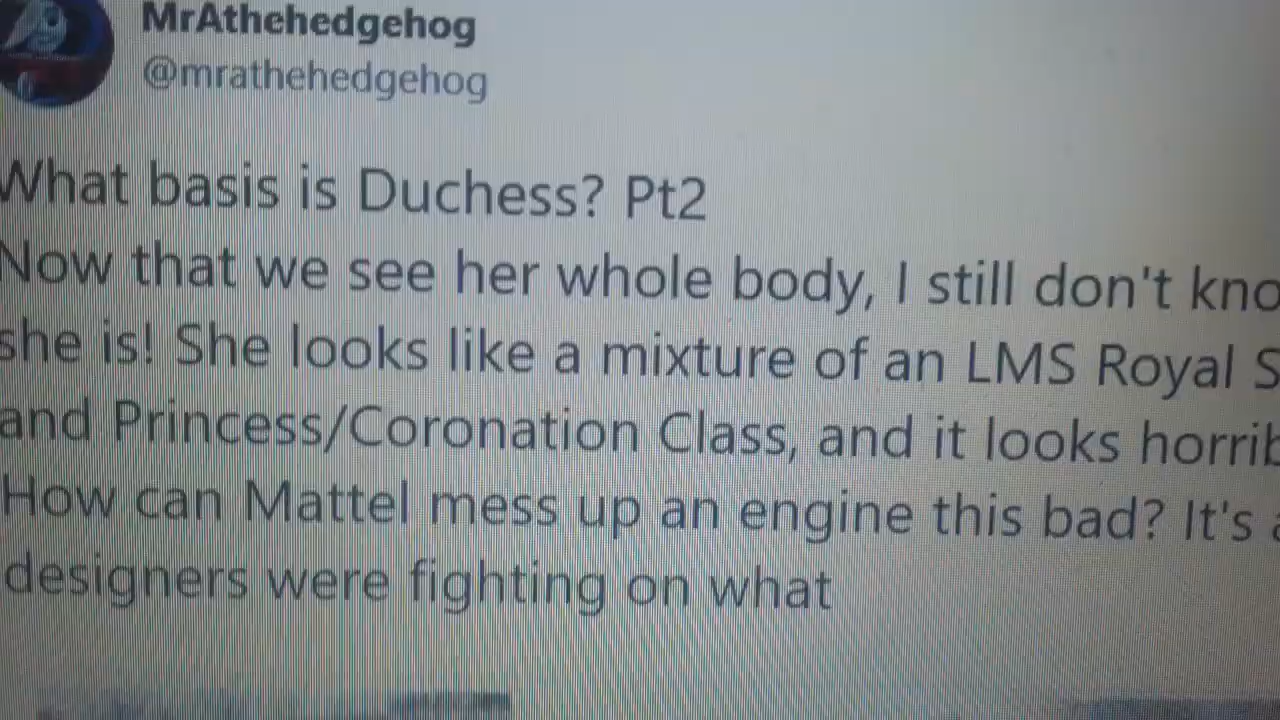 MrAthehedgehog
@mrathehedgehog
What basis is Duchess? Pt2
Now that we see her whole body, I still don't
she is! She looks like a mixture of an LMS Royal
and Princess/Coronation Class, and it looks
How can Mattel mess up an engine this bad? It's
designers were fighting on what